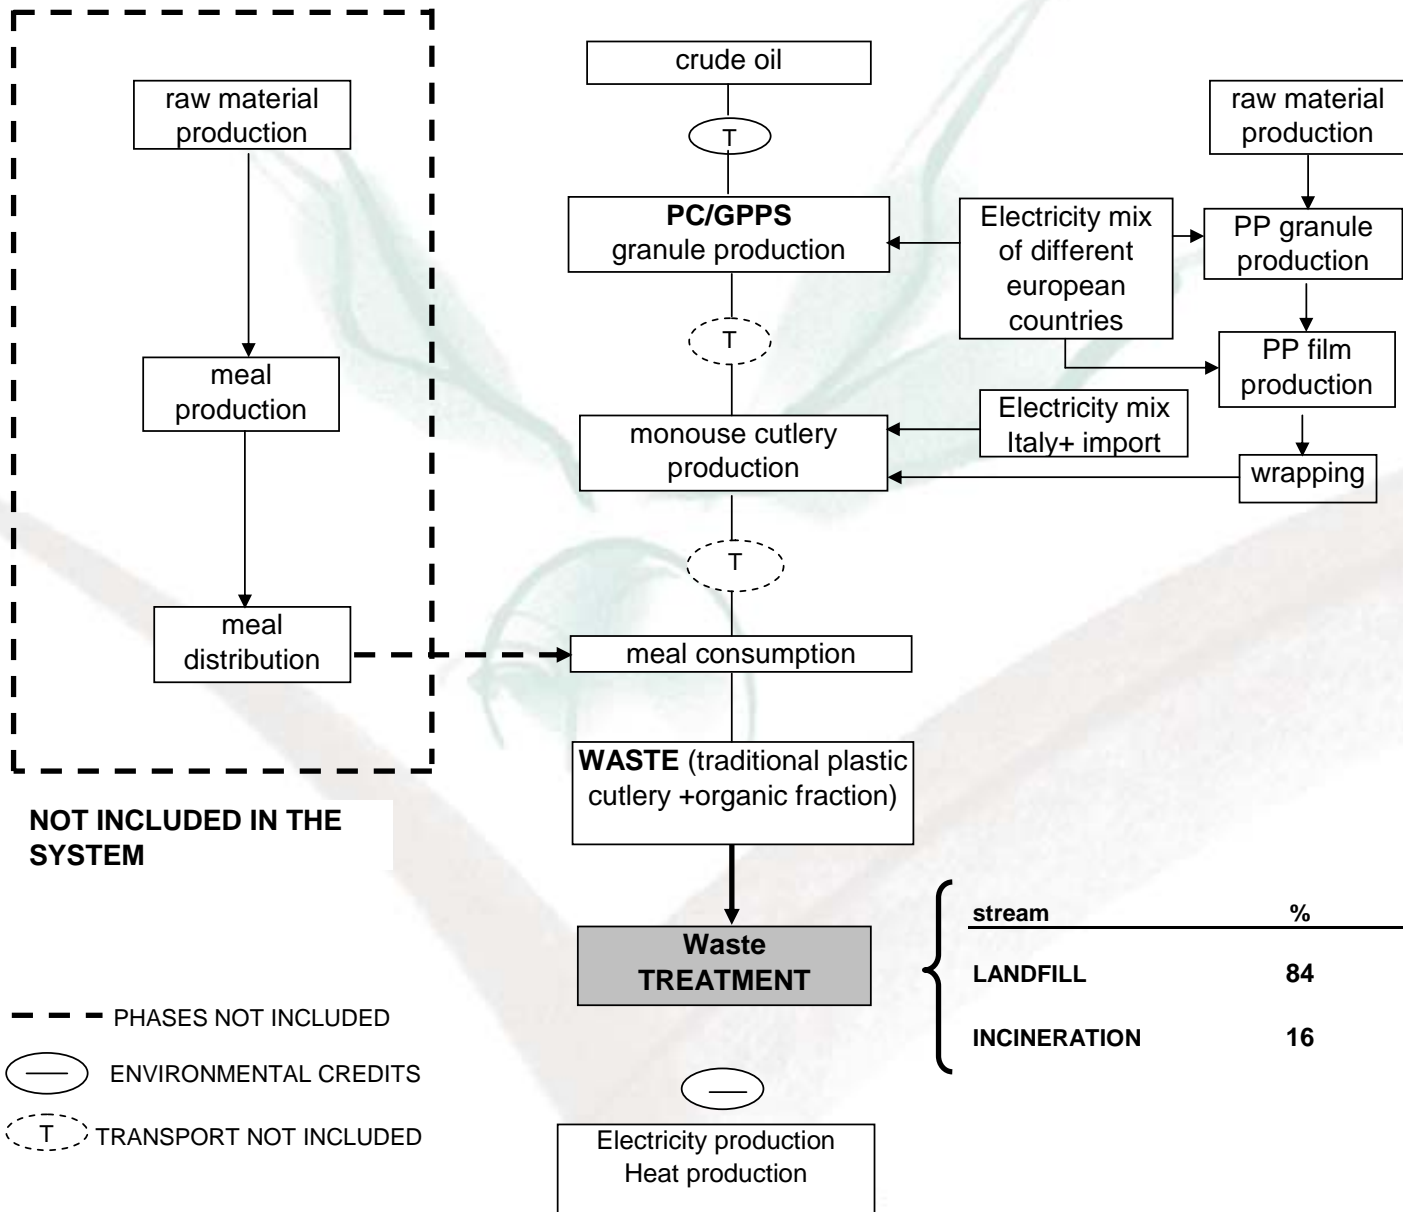 raw material
production
meal
production
meal
distribution
NOT INCLUDED IN THE
SYSTEM
crude oil
T
PC/GPPS
granule production
T
monouse cutlery
production
T
meal consumption
WASTE (traditional plastic
cutlery +organic fraction)
Waste
TREATMENT
Electricity production
Heat production
Electricity mix
of different
european
countries
Electricity mix
Italy+ import
raw material
production
PP granule
production
PP film
production
wrapping
stream %
LANDFILL 84
INCINERATION 16
PHASES NOT INCLUDED
ENVIRONMENTAL CREDITS
T TRANSPORT NOT INCLUDED